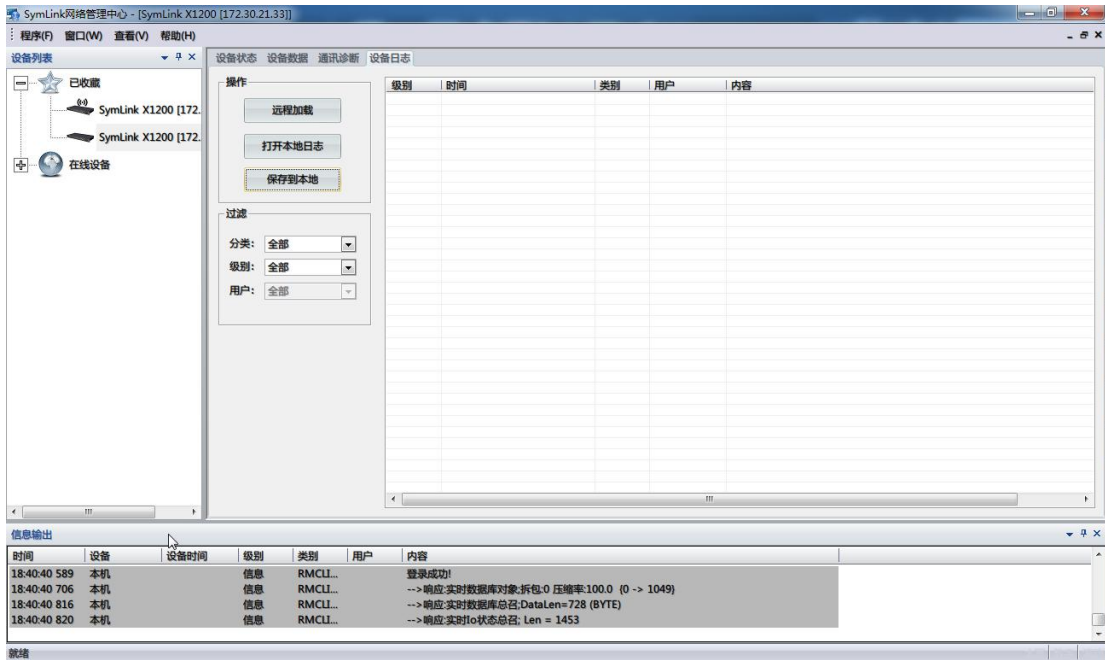 SymLink网络管理中心 - [SymLink X1200 [172.30.21.33]]
程序(F) 窗口(W) 查看(V) 帮助(H)
设备列表
设备状态 设备数据 通讯诊断 设备日志
已收藏
SymLink X1200 [172.
SymLink X1200 [172.
在线设备
操作
远程加载
打开本地日志
保存到本地
过滤
分类: 全部
级别: 全部
用户: 全部
级别 时间 类别 用户 内容
信息输出
时间 设备 设备时间 级别 类别 用户 内容
18:40:40 589 本机 信息 RMCLI... 登录成功!
18:40:40 706 本机 信息 RMCLI... -->响应:实时数据库对象;拆包:0 压缩率:100.0 {0 -> 1049}
18:40:40 816 本机 信息 RMCLI... -->响应:实时数据库总召;DataLen=728 (BYTE)
18:40:40 820 本机 信息 RMCLI... -->响应:实时Io状态总召; Len = 1453
就绪